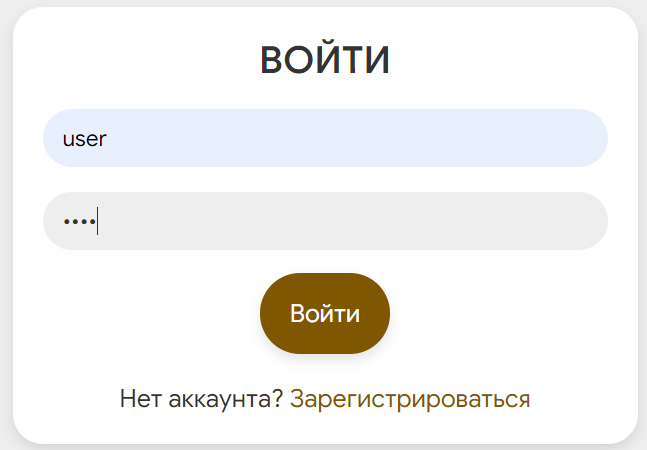 ВОЙТИ
user
••••
Войти
Нет аккаунта? Зарегистрироваться